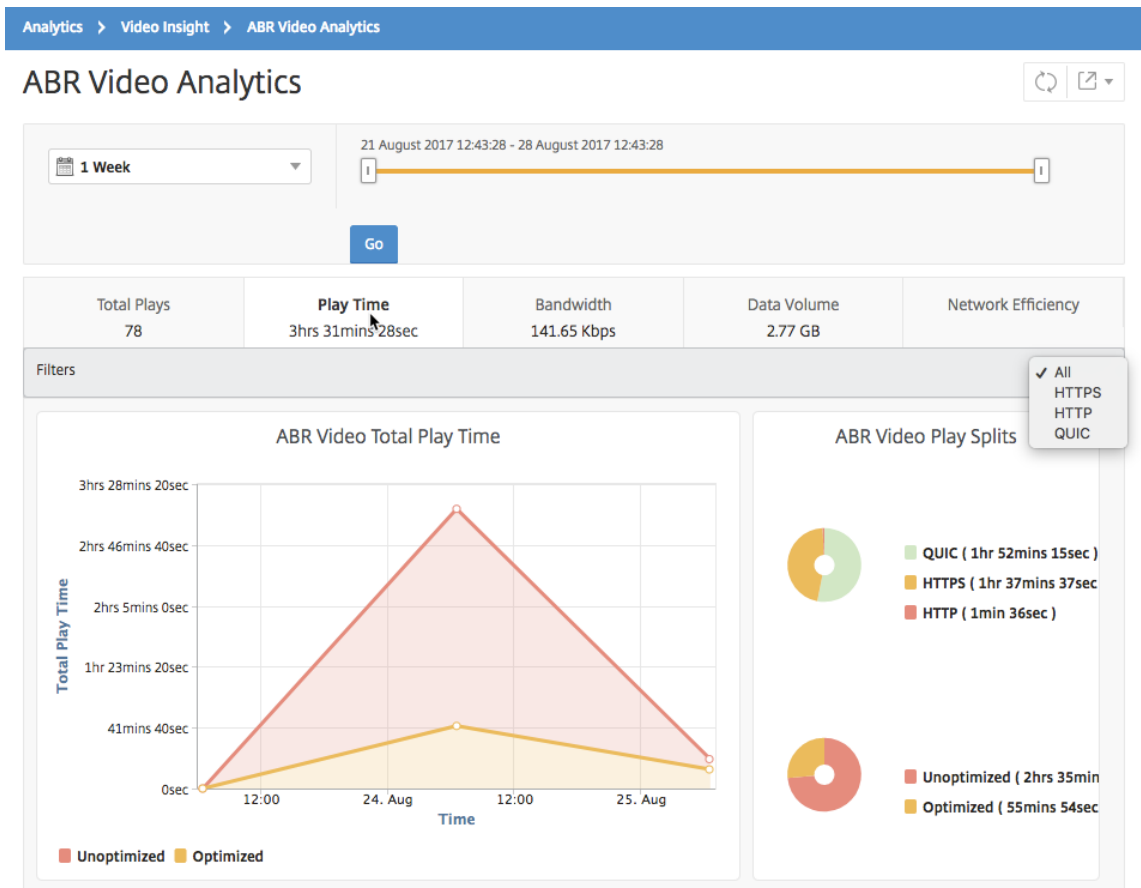 Analytics > Video Insight > ABR Video Analytics
ABR Video Analytics
1 Week
21 August 2017 12:43:28 - 28 August 2017 12:43:28
Go
Total Plays
78
Play Time
3hrs 31mins 28sec
Bandwidth
141.65 Kbps
Data Volume
2.77 GB
Network Efficiency
Filters
✓ All
HTTPS
HTTP
QUIC
ABR Video Total Play Time
3hrs 28mins 20sec
2hrs 46mins 40sec
2hrs 5mins 0sec
1hr 23mins 20sec
41mins 40sec
0sec
Total Play Time
12:00
24. Aug
12:00
25. Aug
Time
Unoptimized
Optimized
ABR Video Play Splits
QUIC ( 1hr 52mins 15sec )
HTTPS ( 1hr 37mins 37sec
HTTP ( 1min 36sec )
Unoptimized ( 2hrs 35min
Optimized ( 55mins 54sec